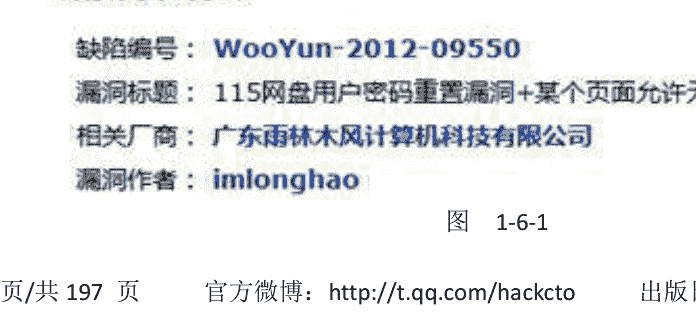 缺陷编号： WooYun-2012-09550
漏洞标题： 115网盘用户密码重置漏洞+某个页面允许
相关厂商： 广东雨林木风计算机科技有限公司
漏洞作者： imlonghao
图 1-6-1
页/共 197 页 官方微博：http://t.qq.com/hackcto 出版